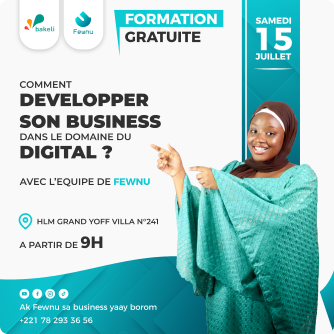 bakeli
Fewnu
FORMATION
GRATUITE
SAMEDI
15
JUILLET
COMMENT
DEVELOPPER
SON BUSINESS
DANS LE DOMAINE DU
DIGITAL ?
AVEC L'EQUIPE DE FEWNU
HLM GRAND YOFF VILLA N°241
A PARTIR DE 9H
Ak Fewnu sa business yaay borom
+221 78 293 36 56